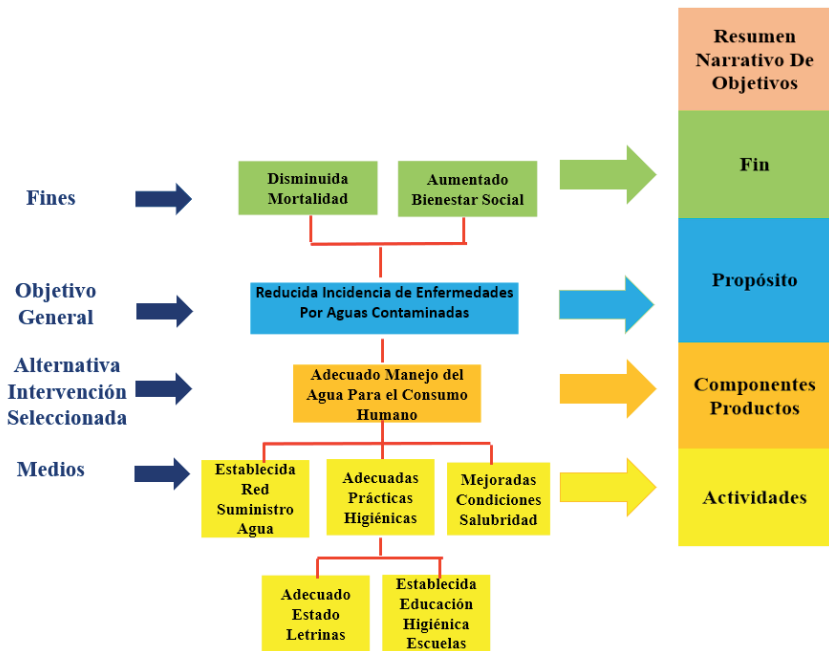 Resumen
Narrativo De
Objetivos
Fines
Disminuida
Mortalidad
Aumentado
Bienestar Social
Fin
Objetivo
General
Reducida Incidencia de Enfermedades
Por Aguas Contaminadas
Propósito
Alternativa
Intervención
Seleccionada
Adecuado Manejo del
Agua Para el Consumo
Humano
Componentes
Productos
Medios
Establecida
Red
Suministro
Agua
Adecuadas
Prácticas
Higiénicas
Mejoradas
Condiciones
Salubridad
Actividades
Adecuado
Estado
Letrinas
Establecida
Educación
Higiénica
Escuelas